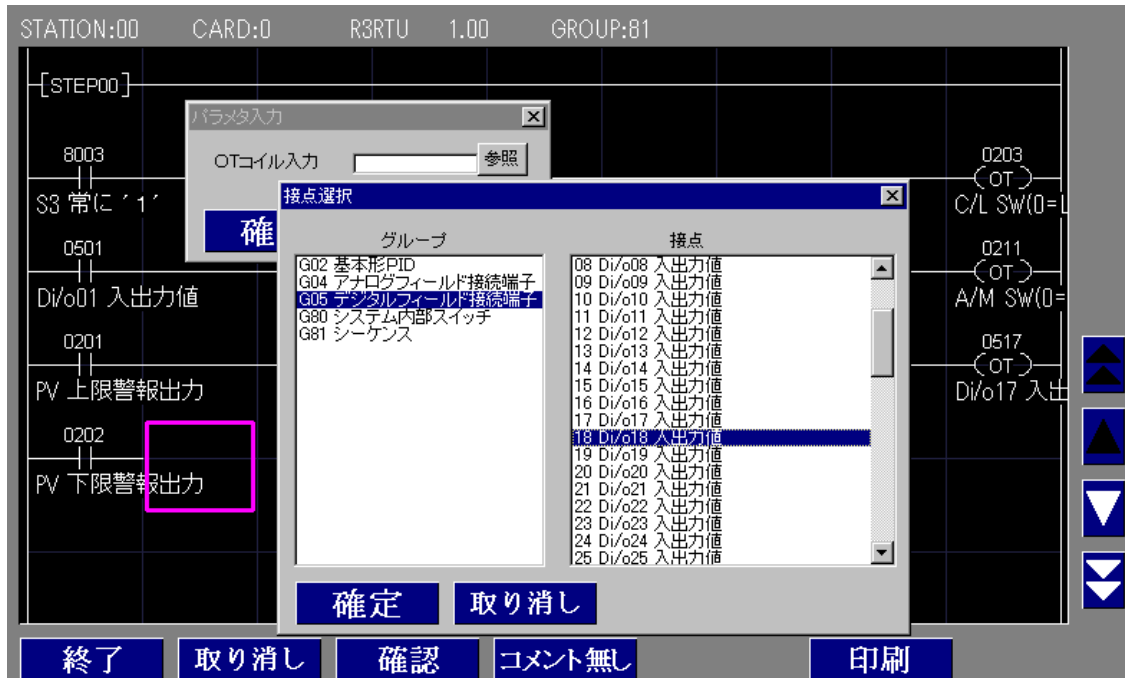 STATION:00 CARD:0 R3RTU 1.00 GROUP:81
[STEP00]
パラメタ入力
OTコイル入力 参照
8003
S3 常に´1´
0203
OT
C/L SW(0=L
接点選択
グループ
接点
G02 基本形PID
G04 アナログフィールド接続端子
G05 デジタルフィールド接続端子
G80 システム内部スイッチ
G81 シーケンス
08 Di/o08 入出力値
09 Di/o09 入出力値
10 Di/o10 入出力値
11 Di/o11 入出力値
12 Di/o12 入出力値
13 Di/o13 入出力値
14 Di/o14 入出力値
15 Di/o15 入出力値
16 Di/o16 入出力値
17 Di/o17 入出力値
18 Di/o18 入出力値
19 Di/o19 入出力値
20 Di/o20 入出力値
21 Di/o21 入出力値
22 Di/o22 入出力値
23 Di/o23 入出力値
24 Di/o24 入出力値
25 Di/o25 入出力値
確定 取り消し
確
0501
Di/o01 入出力値
0211
OT
A/M SW(0=
0201
PV 上限警報出力
0517
OT
Di/o17 入出
0202
PV 下限警報出力
終了 取り消し 確認 コメント無し 印刷